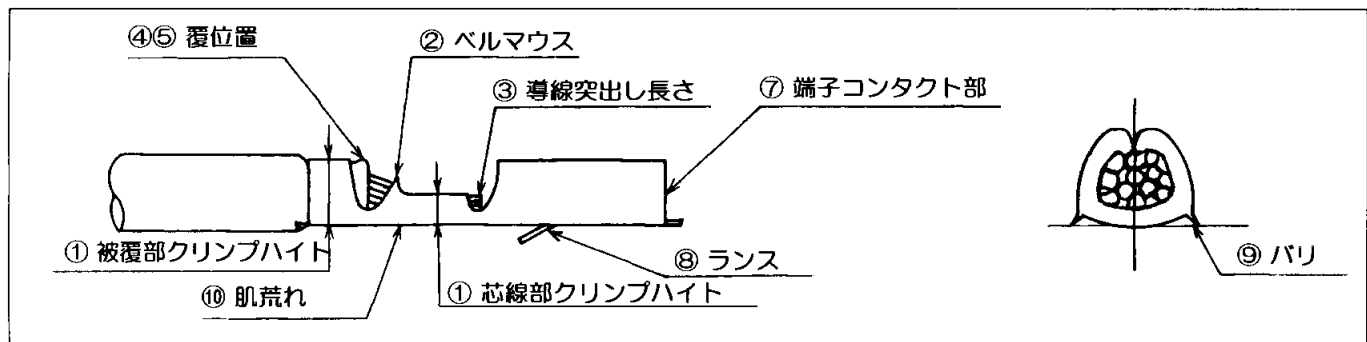 ④⑤ 覆位置
② ベルマウス
③ 導線突出し長さ
⑦ 端子コンタクト部
① 被覆部クリンプハイト
⑧ ランス
⑨ バリ
⑩ 肌荒れ
① 芯線部クリンプハイト